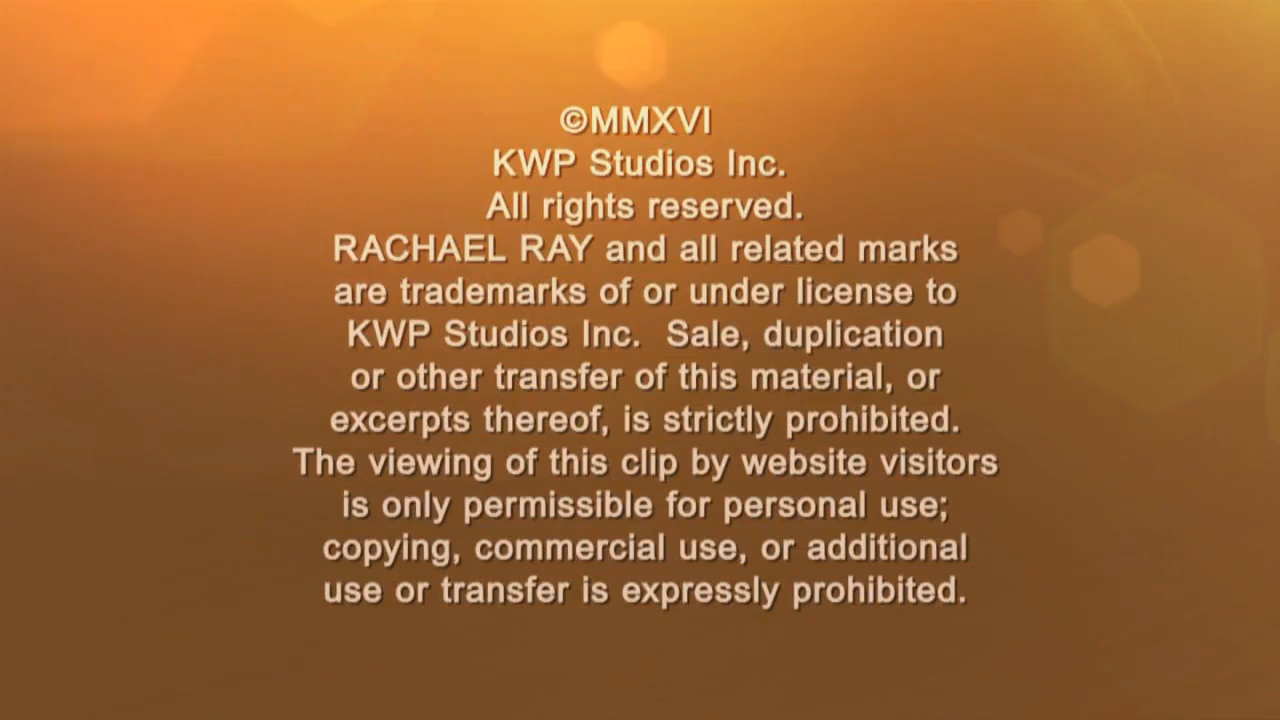 ©MMXVI
KWP Studios Inc.
All rights reserved.
RACHAEL RAY and all related marks
are trademarks of or under license to
KWP Studios Inc.  Sale, duplication
or other transfer of this material, or
excerpts thereof, is strictly prohibited.
The viewing of this clip by website visitors
is only permissible for personal use;
copying, commercial use, or additional
use or transfer is expressly prohibited.